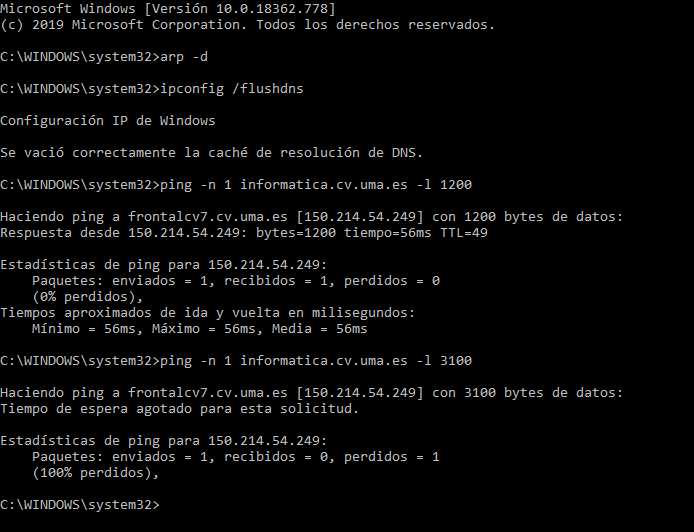 Microsoft Windows [Versión 10.0.18362.778]
(c) 2019 Microsoft Corporation. Todos los derechos reservados.
C:\WINDOWS\system32>arp -d
C:\WINDOWS\system32>ipconfig /flushdns
Configuración IP de Windows
Se vació correctamente la caché de resolución de DNS.
C:\WINDOWS\system32>ping -n 1 informatica.cv.uma.es -l 1200
Haciendo ping a frontalcv7.cv.uma.es [150.214.54.249] con 1200 bytes de datos:
Respuesta desde 150.214.54.249: bytes=1200 tiempo=56ms TTL=49
Estadísticas de ping para 150.214.54.249:
    Paquetes: enviados = 1, recibidos = 1, perdidos = 0
    (0% perdidos),
Tiempos aproximados de ida y vuelta en milisegundos:
    Mínimo = 56ms, Máximo = 56ms, Media = 56ms
C:\WINDOWS\system32>ping -n 1 informatica.cv.uma.es -l 3100
Haciendo ping a frontalcv7.cv.uma.es [150.214.54.249] con 3100 bytes de datos:
Tiempo de espera agotado para esta solicitud.
Estadísticas de ping para 150.214.54.249:
    Paquetes: enviados = 1, recibidos = 0, perdidos = 1
    (100% perdidos),
C:\WINDOWS\system32>